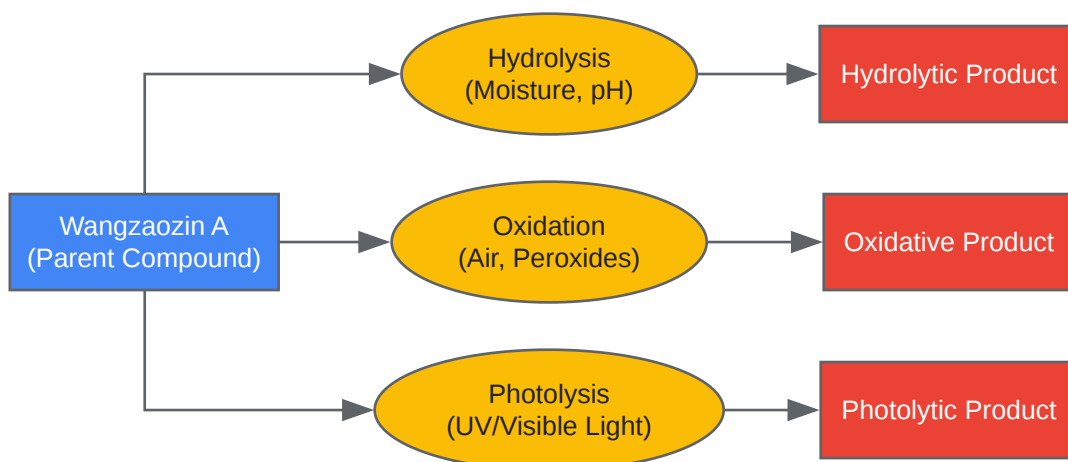 Hydrolysis
(Moisture, pH)
Hydrolytic Product
Wangzaozin A
(Parent Compound)
Oxidation
(Air, Peroxides)
Oxidative Product
Photolysis
(UV/Visible Light)
Photolytic Product